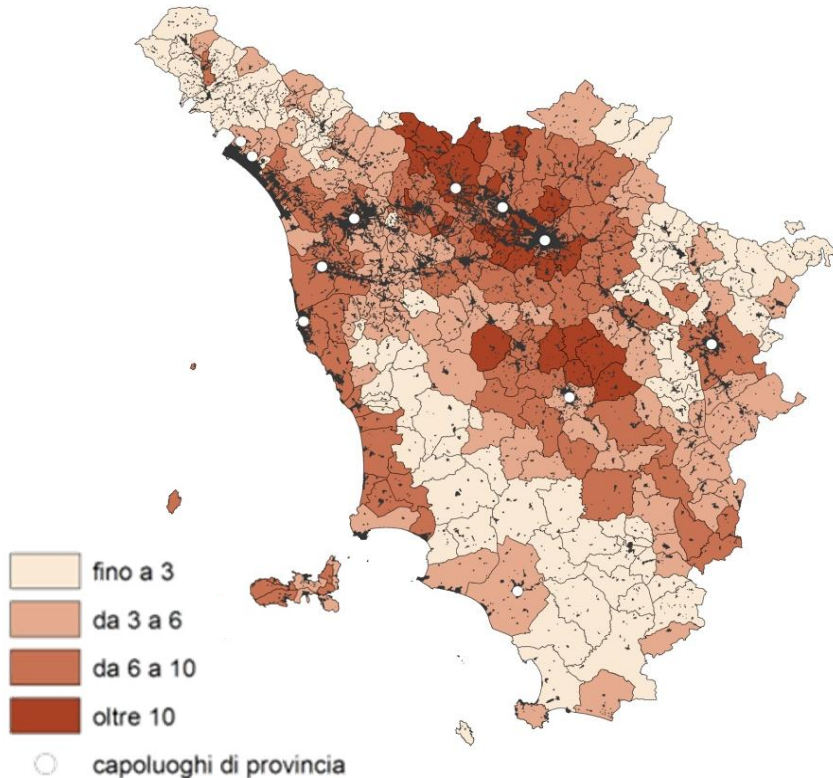 fino a 3
da 3 a 6
da 6 a 10
oltre 10
capoluoghi di provincia